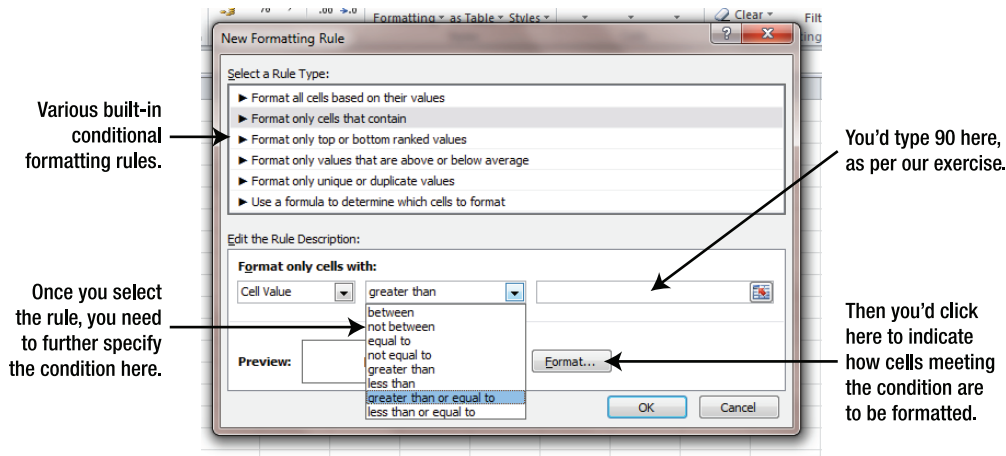 Formatting as Table Styles
Clear
Filt
New Formatting Rule
Select a Rule Type:
► Format all cells based on their values
► Format only cells that contain
► Format only top or bottom ranked values
► Format only values that are above or below average
► Format only unique or duplicate values
► Use a formula to determine which cells to format
Various built-in
conditional
formatting rules.
You'd type 90 here,
as per our exercise.
Edit the Rule Description:
Format only cells with:
Cell Value
greater than
between
not between
equal to
not equal to
greater than
less than
greater than or equal to
less than or equal to
Once you select
the rule, you need
to further specify
the condition here.
Preview:
Format...
OK
Cancel
Then you'd click
here to indicate
how cells meeting
the condition are
to be formatted.